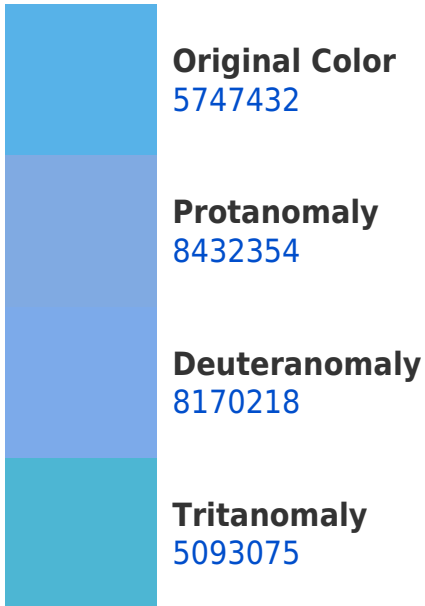 Original Color
5747432
Protanomaly
8432354
Deuteranomaly
8170218
Tritanomaly
5093075